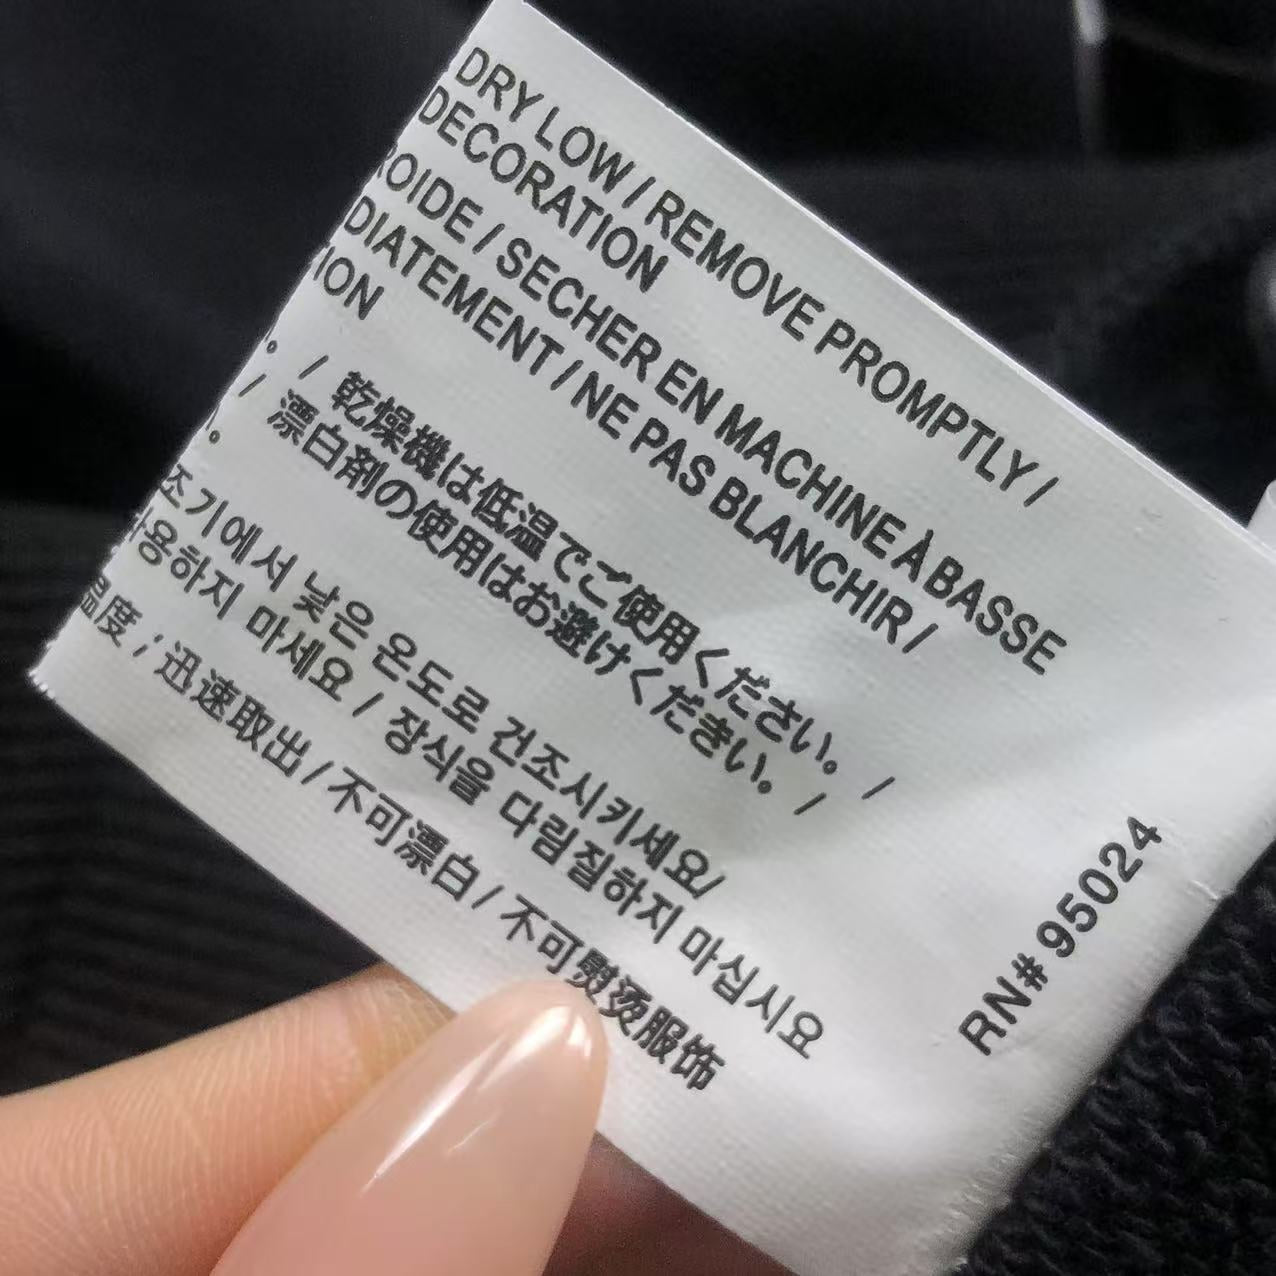 DRY LOW / REMOVE PROMPTLY /
DECORATION
ROIDE / SECHER EN MACHINE À BASSE
DIATEMENT / NE PAS BLANCHIR /
ION
。 / 乾燥機は低温でご使用ください。 /
/ 漂白剤の使用はお避けください。 /
。
조기에서 낮은 온도로 건조시키세요/
사용하지 마세요 / 장식을 다림질하지 마십시요
温度；迅速取出 / 不可漂白 / 不可熨烫服饰
RN# 95024